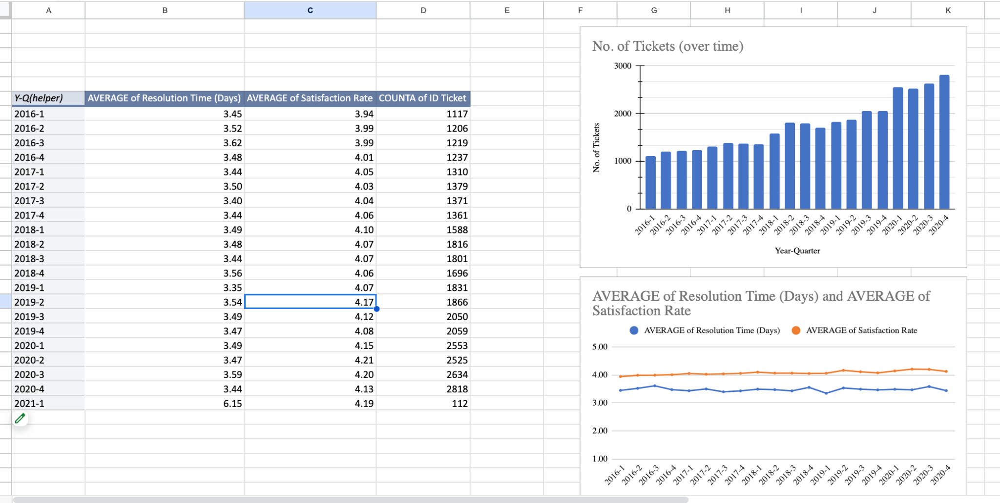 A B C D E F G H I J K
Y-Q(helper) AVERAGE of Resolution Time (Days) AVERAGE of Satisfaction Rate COUNTA of ID Ticket
2016-1 3.45 3.94 1117
2016-2 3.52 3.99 1206
2016-3 3.62 3.99 1219
2016-4 3.48 4.01 1237
2017-1 3.44 4.05 1310
2017-2 3.50 4.03 1379
2017-3 3.40 4.04 1371
2017-4 3.44 4.06 1361
2018-1 3.49 4.10 1588
2018-2 3.48 4.07 1816
2018-3 3.44 4.07 1801
2018-4 3.56 4.06 1696
2019-1 3.35 4.07 1831
2019-2 3.54 4.17 1866
2019-3 3.49 4.12 2050
2019-4 3.47 4.08 2059
2020-1 3.49 4.15 2553
2020-2 3.47 4.21 2525
2020-3 3.59 4.20 2634
2020-4 3.44 4.13 2818
2021-1 6.15 4.19 112
No. of Tickets (over time)
No. of Tickets
3000
2000
1000
0
2016-1 2016-2 2016-3 2016-4 2017-1 2017-2 2017-3 2017-4 2018-1 2018-2 2018-3 2018-4 2019-1 2019-2 2019-3 2019-4 2020-1 2020-2 2020-3 2020-4
Year-Quarter
AVERAGE of Resolution Time (Days) and AVERAGE of
Satisfaction Rate
AVERAGE of Resolution Time (Days) AVERAGE of Satisfaction Rate
5.00
4.00
3.00
2.00
1.00
2016-1 2016-2 2016-3 2016-4 2017-1 2017-2 2017-3 2017-4 2018-1 2018-2 2018-3 2018-4 2019-1 2019-2 2019-3 2019-4 2020-1 2020-2 2020-3 2020-4